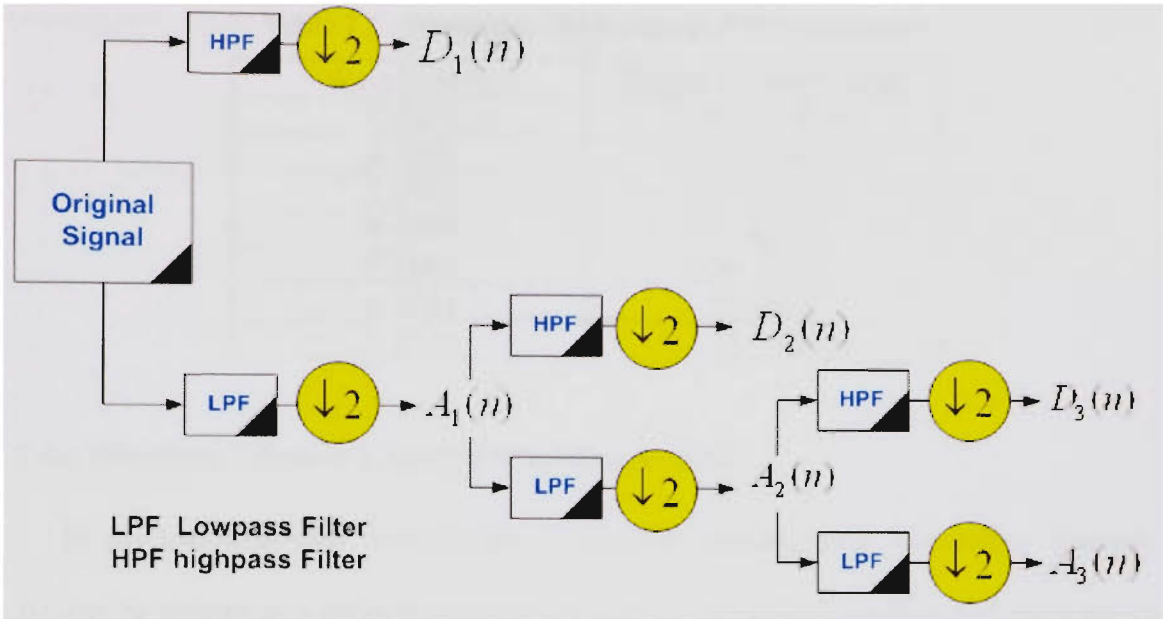 HPF
↓2
D₁(n)
Original
Signal
HPF
↓2
D₂(n)
LPF
↓2
A₁(n)
HPF
↓2
D₃(n)
LPF
↓2
A₂(n)
LPF Lowpass Filter
HPF highpass Filter
LPF
↓2
A₃(n)